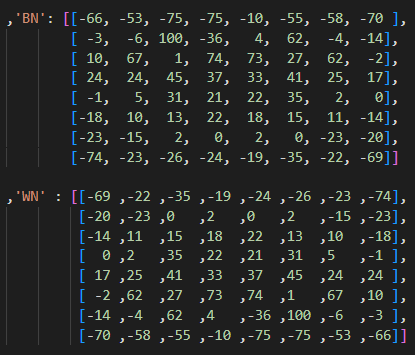 ,'BN': [[-66, -53, -75, -75, -10, -55, -58, -70 ],
[ -3, -6, 100, -36, 4, 62, -4, -14],
[ 10, 67, 1, 74, 73, 27, 62, -2],
[ 24, 24, 45, 37, 33, 41, 25, 17],
[ -1, 5, 31, 21, 22, 35, 2, 0],
[-18, 10, 13, 22, 18, 15, 11, -14],
[-23, -15, 2, 0, 2, 0, -23, -20],
[-74, -23, -26, -24, -19, -35, -22, -69]]
,'WN' : [[-69 ,-22 ,-35 ,-19 ,-24 ,-26 ,-23 ,-74],
[-20 ,-23 ,0 ,2 ,0 ,2 ,-15 ,-23],
[-14 ,11 ,15 ,18 ,22 ,13 ,10 ,-18],
[ 0 ,2 ,35 ,22 ,21 ,31 ,5 ,-1 ],
[ 17 ,25 ,41 ,33 ,37 ,45 ,24 ,24 ],
[ -2 ,62 ,27 ,73 ,74 ,1 ,67 ,10 ],
[-14 ,-4 ,62 ,4 ,-36 ,100 ,-6 ,-3 ],
[-70 ,-58 ,-55 ,-10 ,-75 ,-75 ,-53 ,-66]]